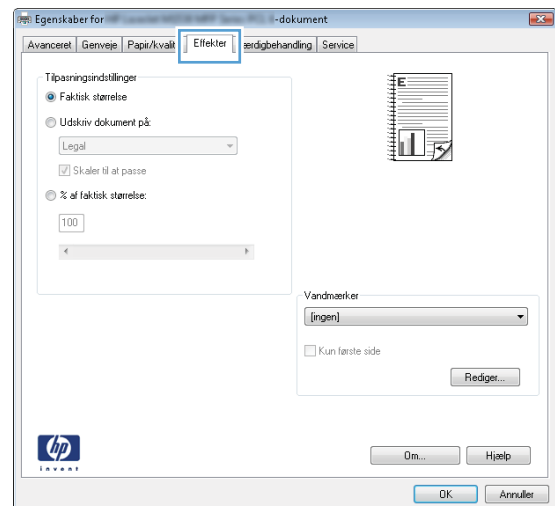 Egenskaber for -dokument
Avanceret Genveje Papir/kvalit Effekter ærdigbehandling Service
Tilpasningsindstillinger
Faktisk størrelse
Udskriv dokument på:
Legal
Skaler til at passe
% af faktisk størrelse:
100
E
Vandmærker
[ingen]
Kun første side
Rediger...
hp
invent
Om... Hjælp
OK Annuller